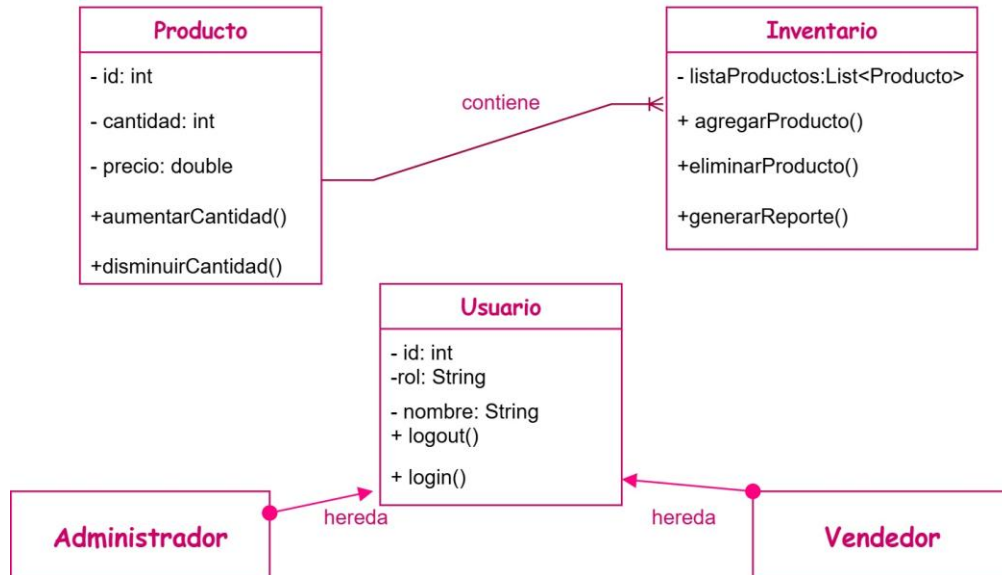 Producto
- id: int
- cantidad: int
- precio: double
+aumentarCantidad()
+disminuirCantidad()
contiene
Inventario
- listaProductos:List<Producto>
+ agregarProducto()
+eliminarProducto()
+generarReporte()
Usuario
- id: int
-rol: String
- nombre: String
+ logout()
+ login()
hereda
hereda
Administrador
Vendedor